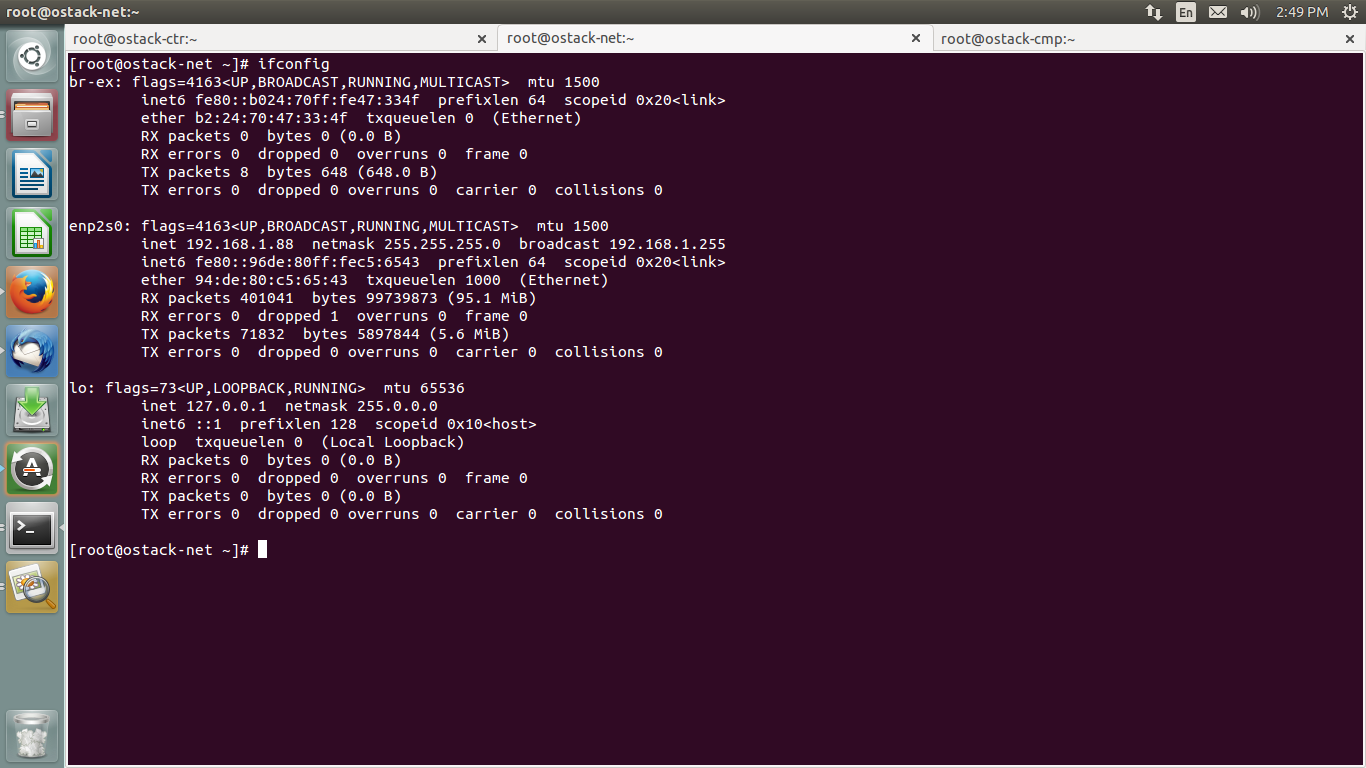 root@ostack-net:~
En
2:49 PM
root@ostack-ctr:~
root@ostack-net:~
root@ostack-cmp:~
[root@ostack-net ~]# ifconfig
br-ex: flags=4163<UP,BROADCAST,RUNNING,MULTICAST>  mtu 1500
        inet6 fe80::b024:70ff:fe47:334f  prefixlen 64  scopeid 0x20<link>
        ether b2:24:70:47:33:4f  txqueuelen 0  (Ethernet)
        RX packets 0  bytes 0 (0.0 B)
        RX errors 0  dropped 0  overruns 0  frame 0
        TX packets 8  bytes 648 (648.0 B)
        TX errors 0  dropped 0 overruns 0  carrier 0  collisions 0

enp2s0: flags=4163<UP,BROADCAST,RUNNING,MULTICAST>  mtu 1500
        inet 192.168.1.88  netmask 255.255.255.0  broadcast 192.168.1.255
        inet6 fe80::96de:80ff:fec5:6543  prefixlen 64  scopeid 0x20<link>
        ether 94:de:80:c5:65:43  txqueuelen 1000  (Ethernet)
        RX packets 401041  bytes 99739873 (95.1 MiB)
        RX errors 0  dropped 1  overruns 0  frame 0
        TX packets 71832  bytes 5897844 (5.6 MiB)
        TX errors 0  dropped 0 overruns 0  carrier 0  collisions 0

lo: flags=73<UP,LOOPBACK,RUNNING>  mtu 65536
        inet 127.0.0.1  netmask 255.0.0.0
        inet6 ::1  prefixlen 128  scopeid 0x10<host>
        loop  txqueuelen 0  (Local Loopback)
        RX packets 0  bytes 0 (0.0 B)
        RX errors 0  dropped 0  overruns 0  frame 0
        TX packets 0  bytes 0 (0.0 B)
        TX errors 0  dropped 0 overruns 0  carrier 0  collisions 0

[root@ostack-net ~]#